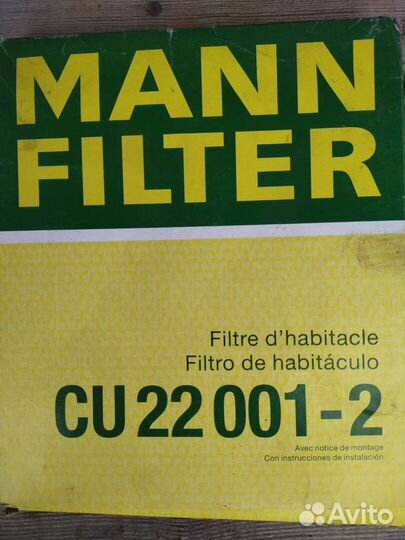 MANN
FILTER
Filtre d'habitacle
Filtro de habitáculo
CU 22 001-2
Avec notice de montage
Con instrucciones de instalación
Avito